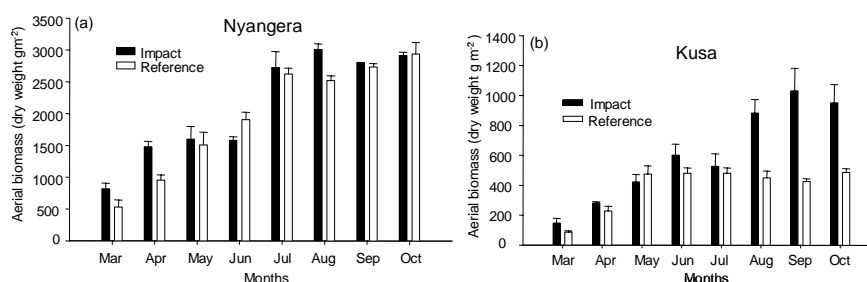 (a)
Nyangera
Aerial biomass (dry weight gm-2)
3500
3000
2500
2000
1500
1000
500
0
Impact
Reference
Mar Apr May Jun Jul Aug Sep Oct
Months
(b)
Kusa
Aerial biomass (dry weight gm-2)
1400
1200
1000
800
600
400
200
0
Impact
Reference
Mar Apr May Jun Jul Aug Sep Oct
Months